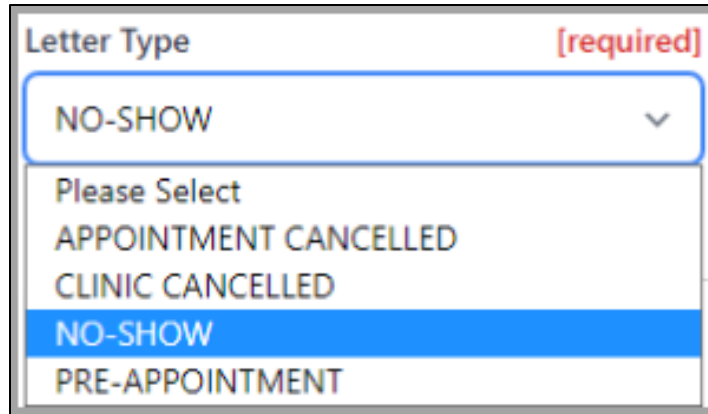 Letter Type [required]
NO-SHOW
Please Select
APPOINTMENT CANCELLED
CLINIC CANCELLED
NO-SHOW
PRE-APPOINTMENT